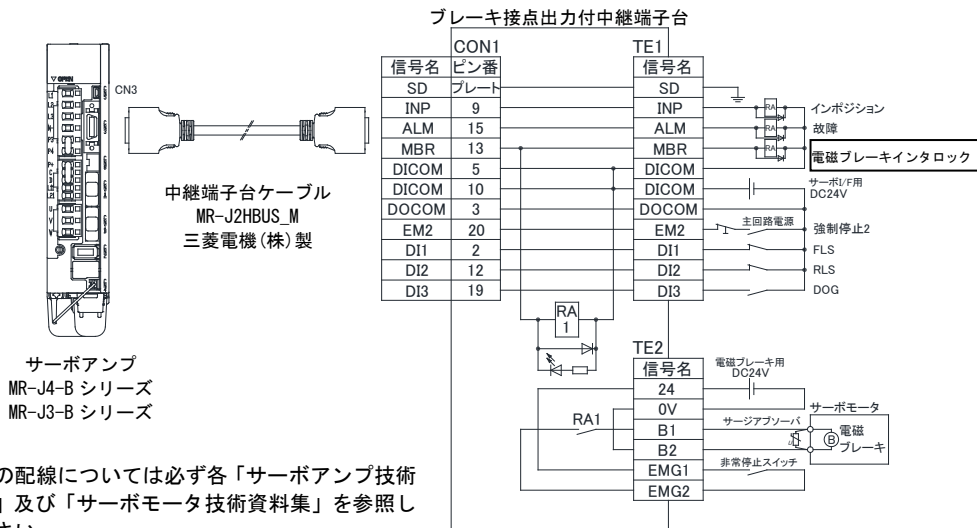 ブレーキ接点出力付中継端子台
CON1
信号名 ピン番
SD プレート
INP 9
ALM 15
MBR 13
DICOM 5
DICOM 10
DOCOM 3
EM2 20
DI1 2
DI2 12
DI3 19
TE1
信号名
SD
INP
ALM
MBR
DICOM
DICOM
DOCOM
EM2
DI1
DI2
DI3
RA
RA
RA
インポジション
故障
電磁ブレーキインタロック
サーボI/F用
DC24V
主回路電源
強制停止2
FLS
RLS
DOG
▽OPEN
CN3
中継端子台ケーブル
MR-J2HBUS_M
三菱電機(株)製
サーボアンプ
MR-J4-B シリーズ
MR-J3-B シリーズ
RA
1
TE2
信号名
24
0V
B1
B2
EMG1
EMG2
RA1
電磁ブレーキ用
DC24V
サージアブソーバ
非常停止スイッチ
サーボモータ
B
電磁
ブレーキ
の配線については必ず各「サーボアンプ技術
」及び「サーボモータ技術資料集」を参照し